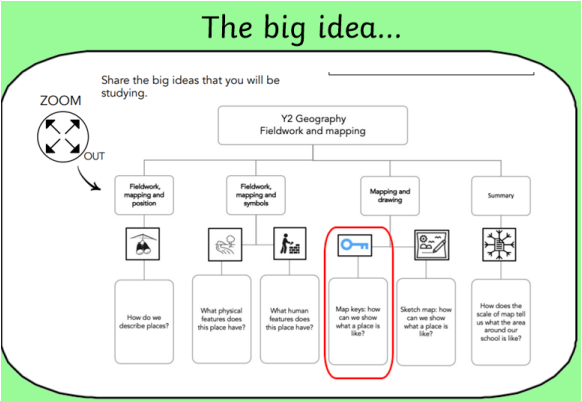 The big idea...
Share the big ideas that you will be
studying.
ZOOM
OUT
Y2 Geography
Fieldwork and mapping
Fieldwork,
mapping and
position
Fieldwork,
mapping and
symbols
Mapping and
drawing
Summary
How do we
describe places?
What physical
features does
this place have?
What human
features does
this place have?
Map keys: how
can we show
what a place is
like?
Sketch map: how
can we show
what a place is
like?
How does the
scale of map tell
us what the area
around our
school is like?